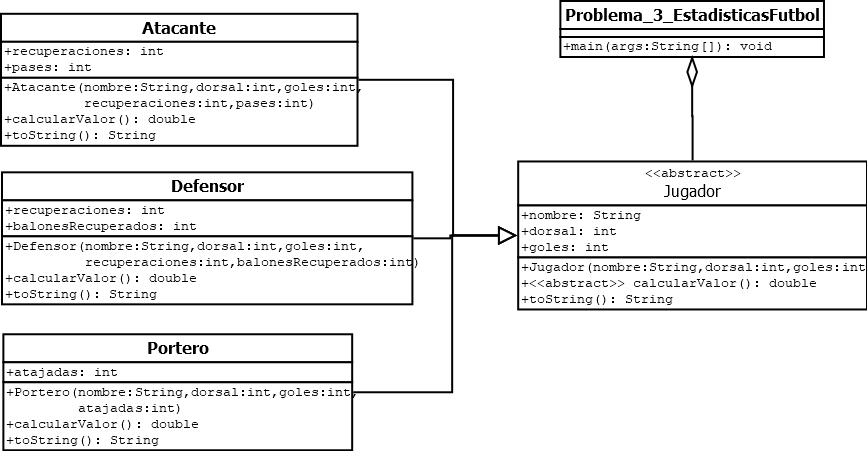 Atacante
+recuperaciones: int
+pases: int
+Atacante(nombre:String,dorsal:int,goles:int,
recuperaciones:int,pases:int)
+calcularValor(): double
+toString(): String
Defensor
+recuperaciones: int
+balonesRecuperados: int
+Defensor(nombre:String,dorsal:int,goles:int,
recuperaciones:int,balonesRecuperados:int)
+calcularValor(): double
+toString(): String
Portero
+atajadas: int
+Portero(nombre:String,dorsal:int,goles:int,
atajadas:int)
+calcularValor(): double
+toString(): String
Problema_3_EstadisticasFutbol
+main(args:String[]): void
<<abstract>>
Jugador
+nombre: String
+dorsal: int
+goles: int
+Jugador(nombre:String,dorsal:int,goles:int
+<<abstract>> calcularValor(): double
+toString(): String